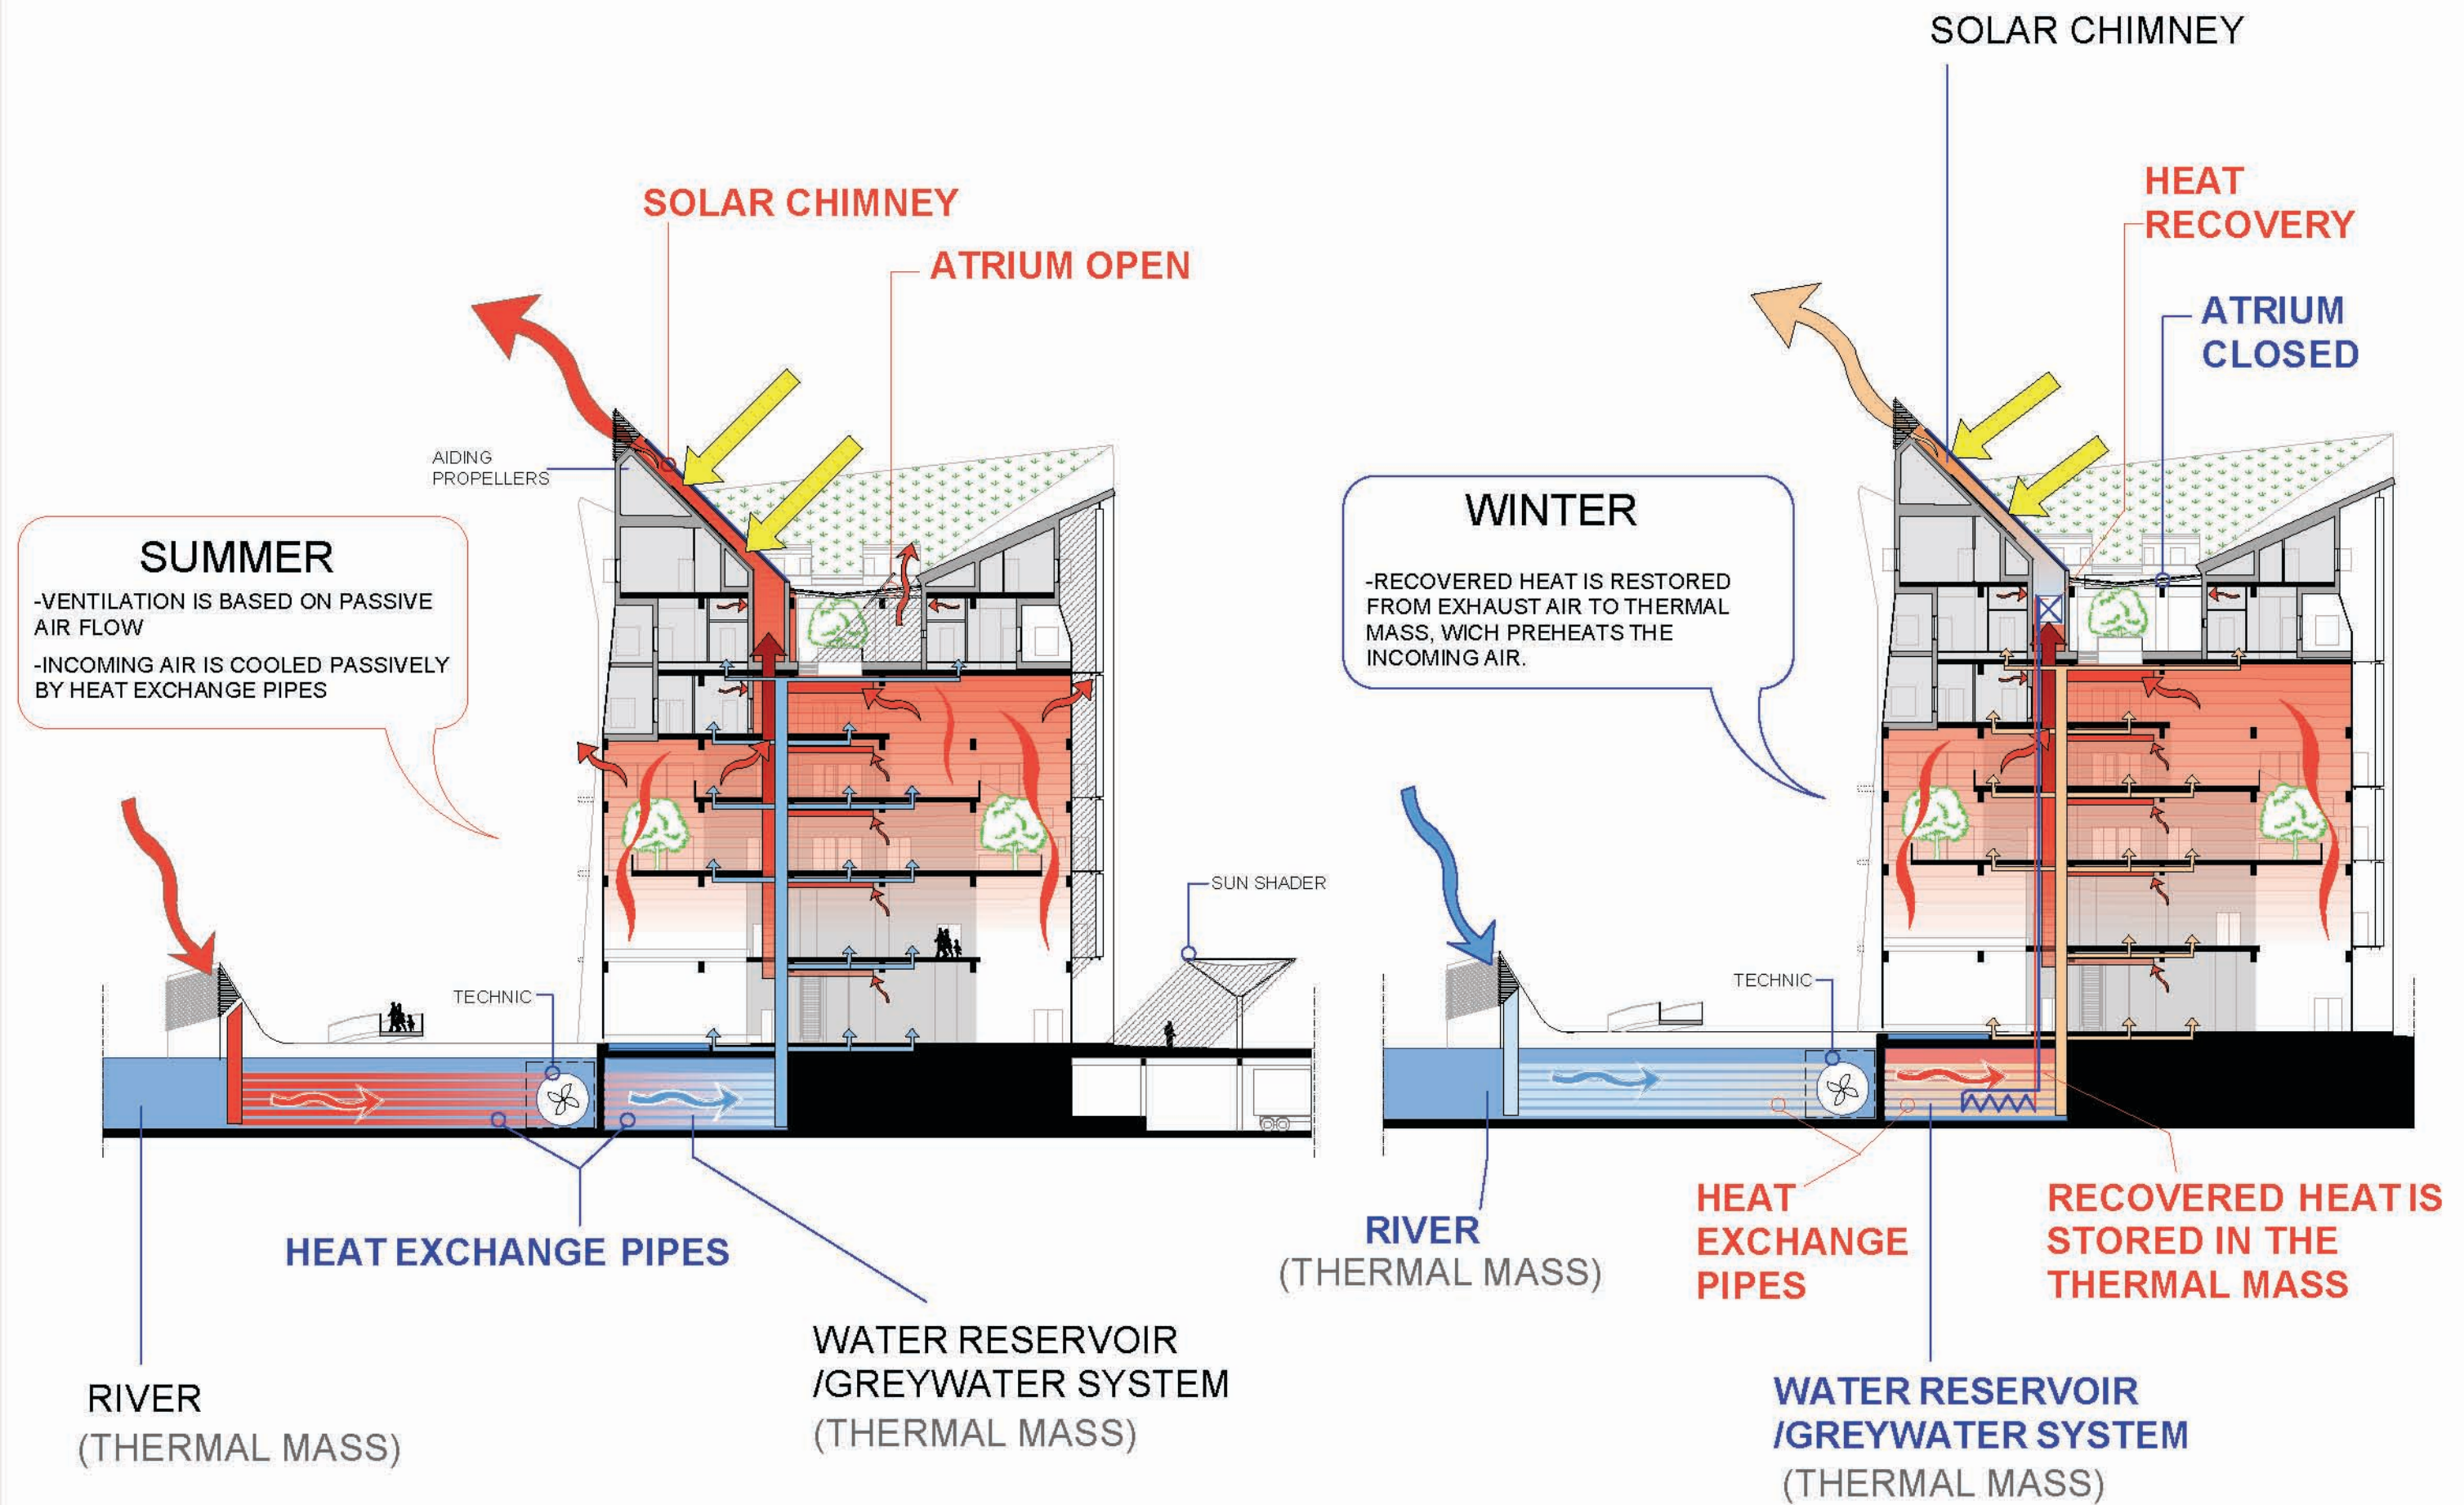 SOLAR CHIMNEY
ATRIUM OPEN
AIDING
PROPELLERS
SUMMER
-VENTILATION IS BASED ON PASSIVE
AIR FLOW
-INCOMING AIR IS COOLED PASSIVELY
BY HEAT EXCHANGE PIPES
SUN SHADER
TECHNIC
HEAT EXCHANGE PIPES
WATER RESERVOIR
/GREYWATER SYSTEM
(THERMAL MASS)
RIVER
(THERMAL MASS)
SOLAR CHIMNEY
HEAT
RECOVERY
ATRIUM
CLOSED
WINTER
-RECOVERED HEAT IS RESTORED
FROM EXHAUST AIR TO THERMAL
MASS, WICH PREHEATS THE
INCOMING AIR.
TECHNIC
RIVER
(THERMAL MASS)
HEAT
EXCHANGE
PIPES
RECOVERED HEAT IS
STORED IN THE
THERMAL MASS
WATER RESERVOIR
/GREYWATER SYSTEM
(THERMAL MASS)